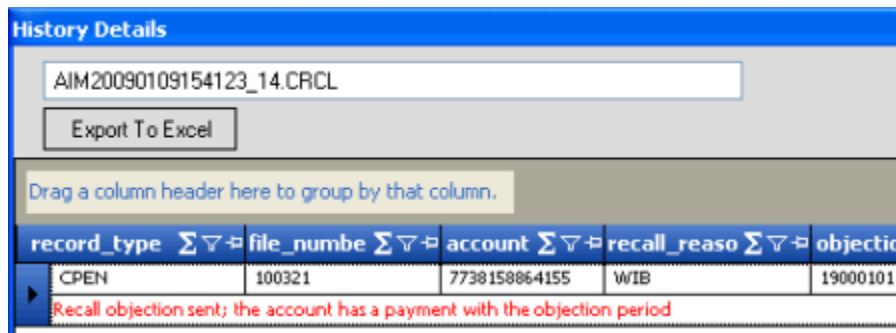 History Details
AIM20090109154123_14.CRCL
Export To Excel
Drag a column header here to group by that column.
record_type Σ file_numbe Σ account Σ recall_reaso Σ objectio
CPEN 100321 7738158864155 WIB 19000101
Recall objection sent; the account has a payment with the objection period